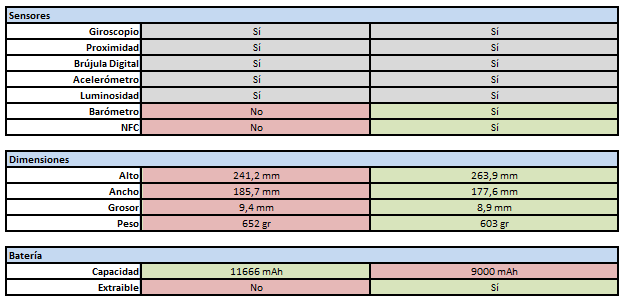 Sensores
Giroscopio Sí Sí
Proximidad Sí Sí
Brújula Digital Sí Sí
Acelerómetro Sí Sí
Luminosidad Sí Sí
Barómetro No Sí
NFC No Sí
Dimensiones
Alto 241,2 mm 263,9 mm
Ancho 185,7 mm 177,6 mm
Grosor 9,4 mm 8,9 mm
Peso 652 gr 603 gr
Batería
Capacidad 11666 mAh 9000 mAh
Extraible No Sí